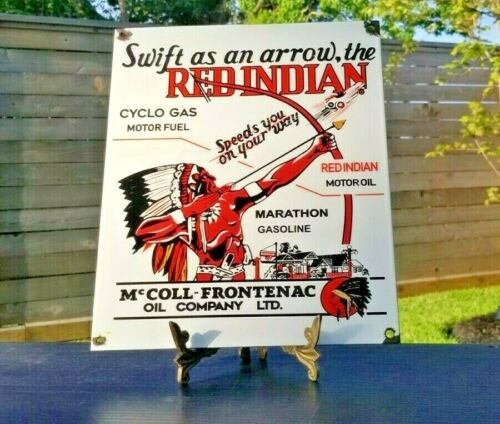 Swift as an arrow, the
RED INDIAN
CYCLO GAS
MOTOR FUEL
Speeds you
on your way
RED INDIAN
MOTOR OIL
MARATHON
GASOLINE
McCOLL-FRONTENAC
OIL COMPANY LTD.